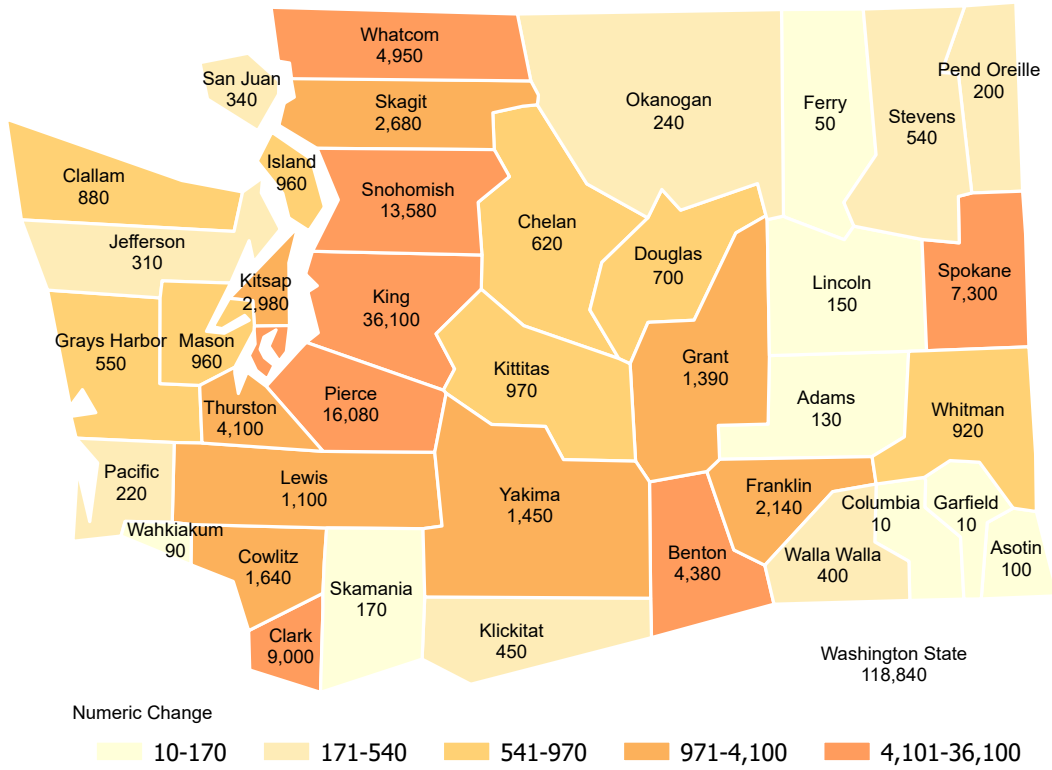 Whatcom
4,950
San Juan
340
Skagit
2,680
Okanogan
240
Ferry
50
Stevens
540
Pend Oreille
200
Clallam
880
Island
960
Snohomish
13,580
Chelan
620
Douglas
700
Jefferson
310
Kitsap
2,980
King
36,100
Lincoln
150
Spokane
7,300
Grays Harbor
550
Mason
960
Kittitas
970
Grant
1,390
Adams
130
Whitman
920
Thurston
4,100
Pierce
16,080
Pacific
220
Lewis
1,100
Yakima
1,450
Franklin
2,140
Columbia
10
Garfield
10
Wahkiakum
90
Cowlitz
1,640
Skamania
170
Benton
4,380
Walla Walla
400
Asotin
100
Clark
9,000
Klickitat
450
Washington State
118,840
Numeric Change
10-170
171-540
541-970
971-4,100
4,101-36,100